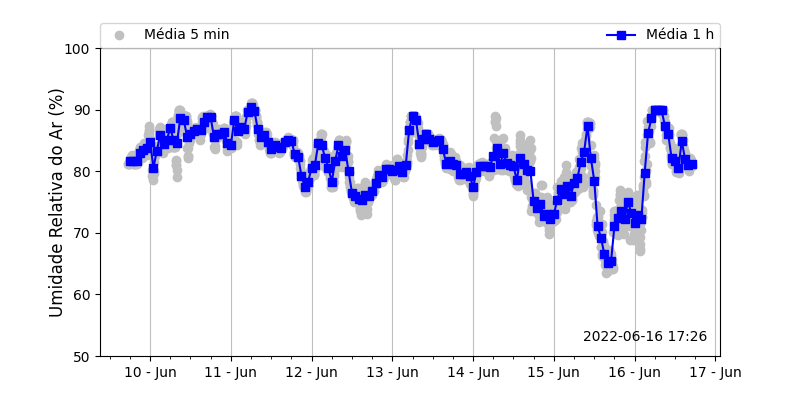 Média 5 min
Média 1 h
Umidade Relativa do Ar (%)
100
90
80
70
60
50
2022-06-16 17:26
10 - Jun
11 - Jun
12 - Jun
13 - Jun
14 - Jun
15 - Jun
16 - Jun
17 - Jun